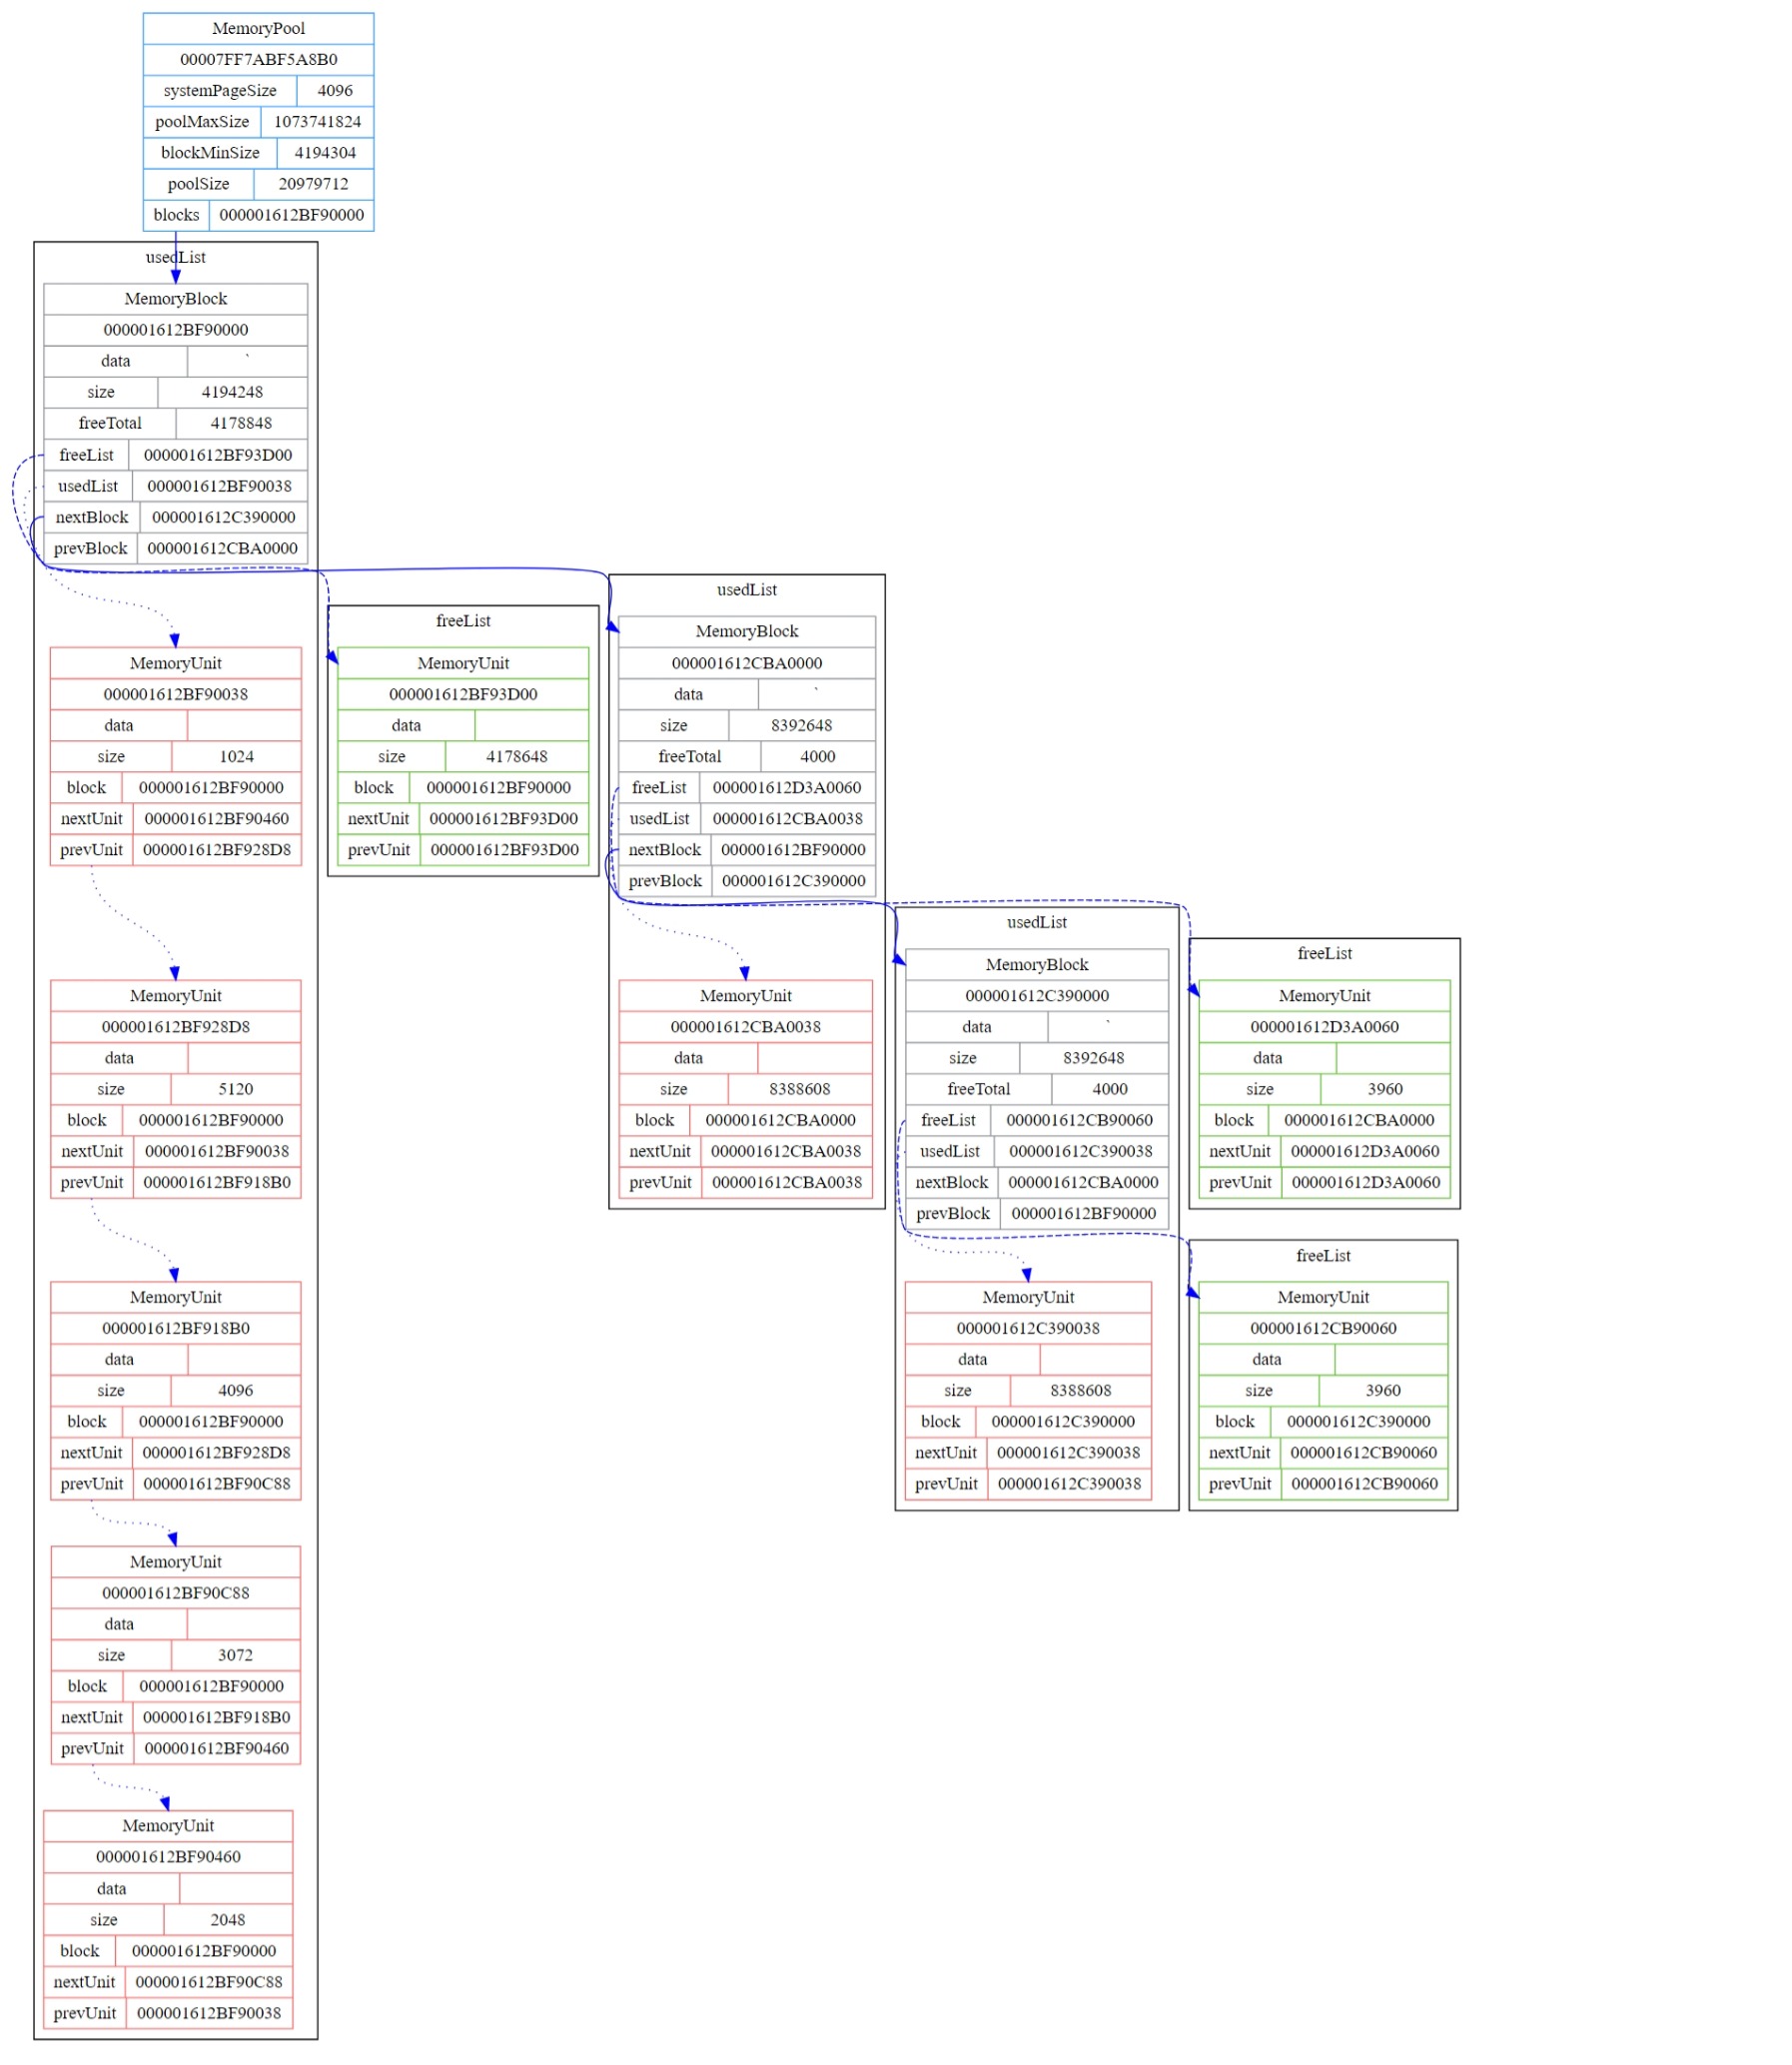 MemoryPool
00007FF7ABF5A8B0
systemPageSize 4096
poolMaxSize 1073741824
blockMinSize 4194304
poolSize 20979712
blocks 000001612BF90000
usedList
MemoryBlock
000001612BF90000
data `
size 4194248
freeTotal 4178848
freeList 000001612BF93D00
usedList 000001612BF90038
nextBlock 000001612C390000
prevBlock 000001612CBA0000
MemoryUnit
000001612BF90038
data
size 1024
block 000001612BF90000
nextUnit 000001612BF90460
prevUnit 000001612BF928D8
MemoryUnit
000001612BF928D8
data
size 5120
block 000001612BF90000
nextUnit 000001612BF90038
prevUnit 000001612BF918B0
MemoryUnit
000001612BF918B0
data
size 4096
block 000001612BF90000
nextUnit 000001612BF928D8
prevUnit 000001612BF90C88
MemoryUnit
000001612BF90C88
data
size 3072
block 000001612BF90000
nextUnit 000001612BF918B0
prevUnit 000001612BF90460
MemoryUnit
000001612BF90460
data
size 2048
block 000001612BF90000
nextUnit 000001612BF90C88
prevUnit 000001612BF90038
freeList
MemoryUnit
000001612BF93D00
data
size 4178648
block 000001612BF90000
nextUnit 000001612BF93D00
prevUnit 000001612BF93D00
usedList
MemoryBlock
000001612CBA0000
data `
size 8392648
freeTotal 4000
freeList 000001612D3A0060
usedList 000001612CBA0038
nextBlock 000001612BF90000
prevBlock 000001612C390000
MemoryUnit
000001612CBA0038
data
size 8388608
block 000001612CBA0000
nextUnit 000001612CBA0038
prevUnit 000001612CBA0038
usedList
MemoryBlock
000001612C390000
data `
size 8392648
freeTotal 4000
freeList 000001612CB90060
usedList 000001612C390038
nextBlock 000001612CBA0000
prevBlock 000001612BF90000
MemoryUnit
000001612C390038
data
size 8388608
block 000001612C390000
nextUnit 000001612C390038
prevUnit 000001612C390038
freeList
MemoryUnit
000001612D3A0060
data
size 3960
block 000001612CBA0000
nextUnit 000001612D3A0060
prevUnit 000001612D3A0060
freeList
MemoryUnit
000001612CB90060
data
size 3960
block 000001612C390000
nextUnit 000001612CB90060
prevUnit 000001612CB90060